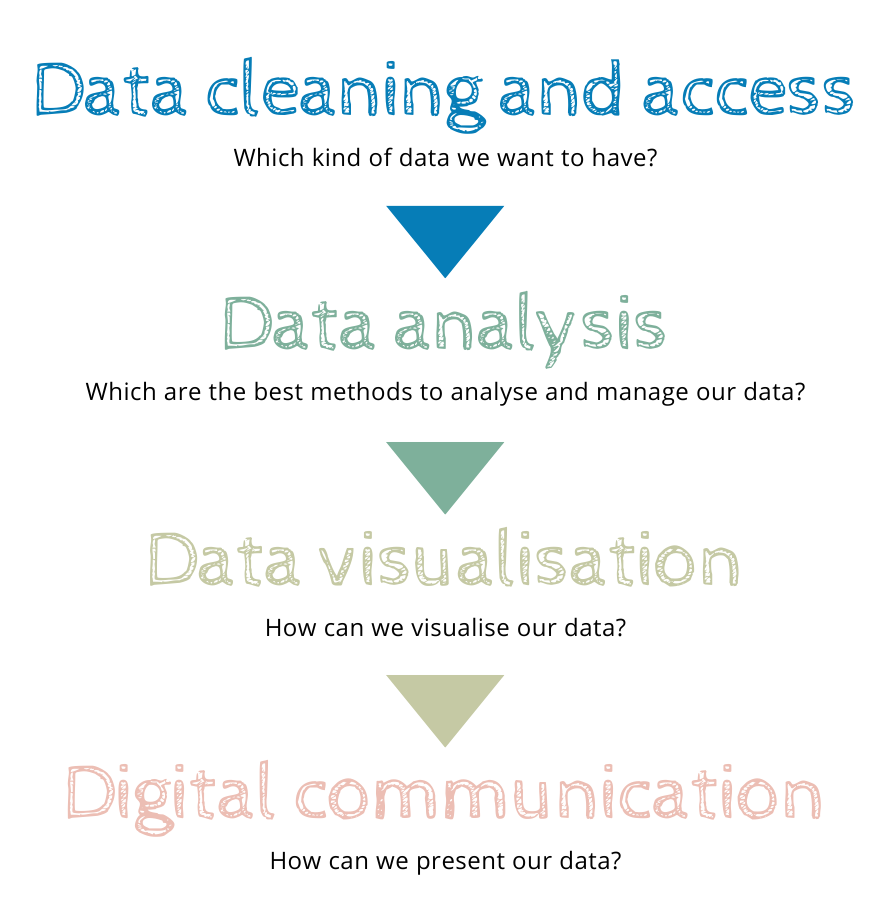 Data cleaning and access
Which kind of data we want to have?
Data analysis
Which are the best methods to analyse and manage our data?
Data visualisation
How can we visualise our data?
Digital communication
How can we present our data?